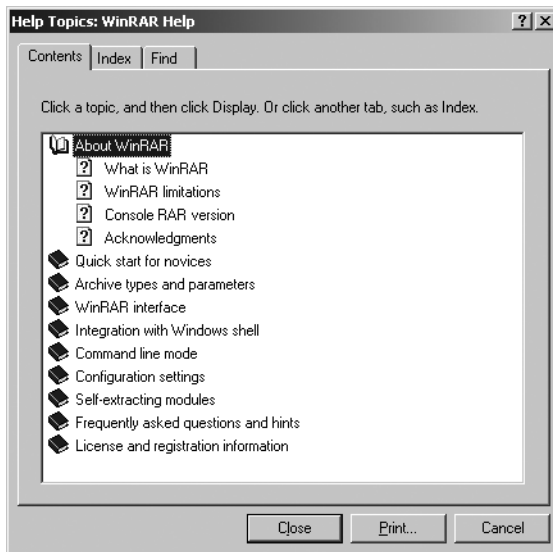 Help Topics: WinRAR Help
Contents Index Find
Click a topic, and then click Display. Or click another tab, such as Index.
About WinRAR
? What is WinRAR
? WinRAR limitations
? Console RAR version
? Acknowledgments
Quick start for novices
Archive types and parameters
WinRAR interface
Integration with Windows shell
Command line mode
Configuration settings
Self-extracting modules
Frequently asked questions and hints
License and registration information
Close Print... Cancel